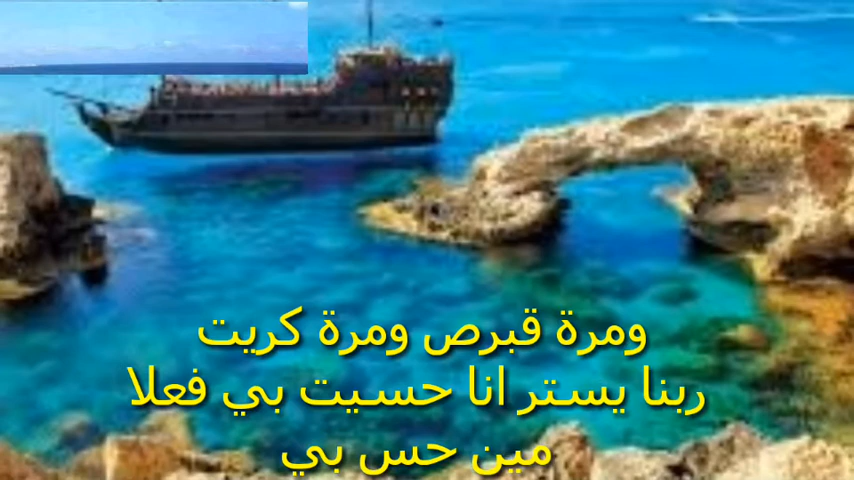 ومرة قبرص ومرة كريت
ربنا يستر انا حسيت بي فعلا
مين حس بي